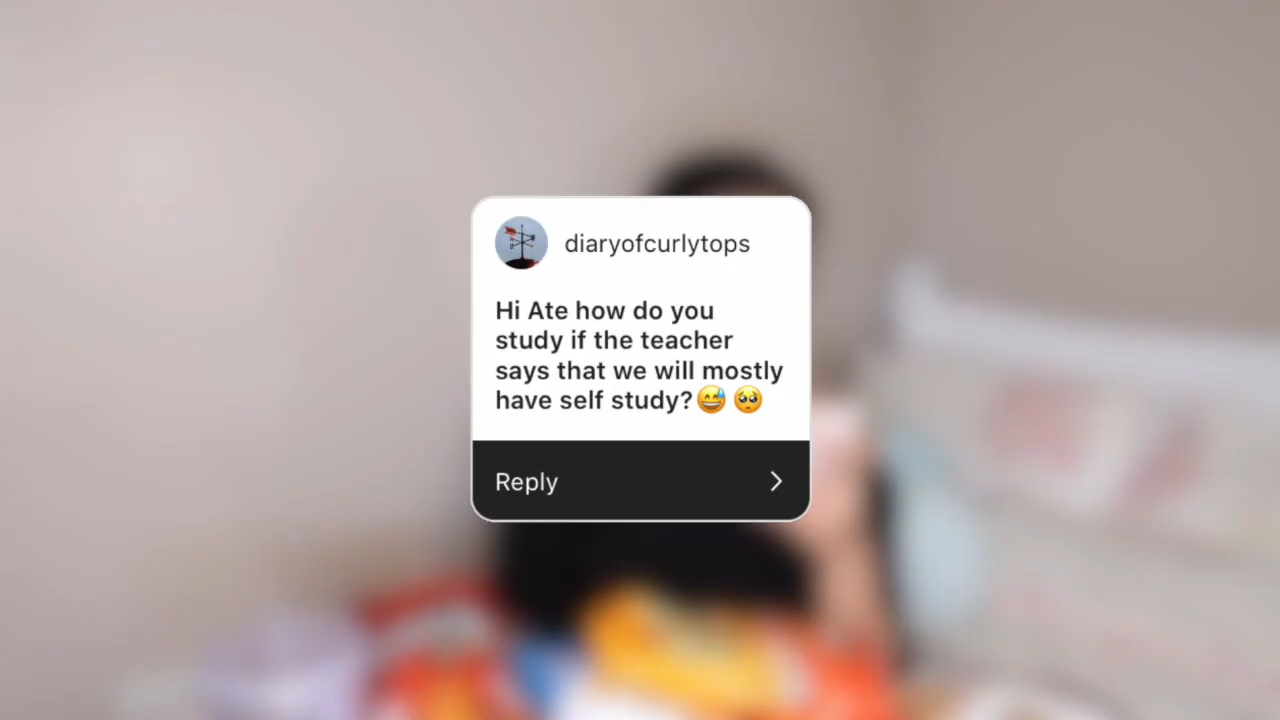 diaryofcurlytops
Hi Ate how do you
study if the teacher
says that we will mostly
have self study?😅 🥺
Reply